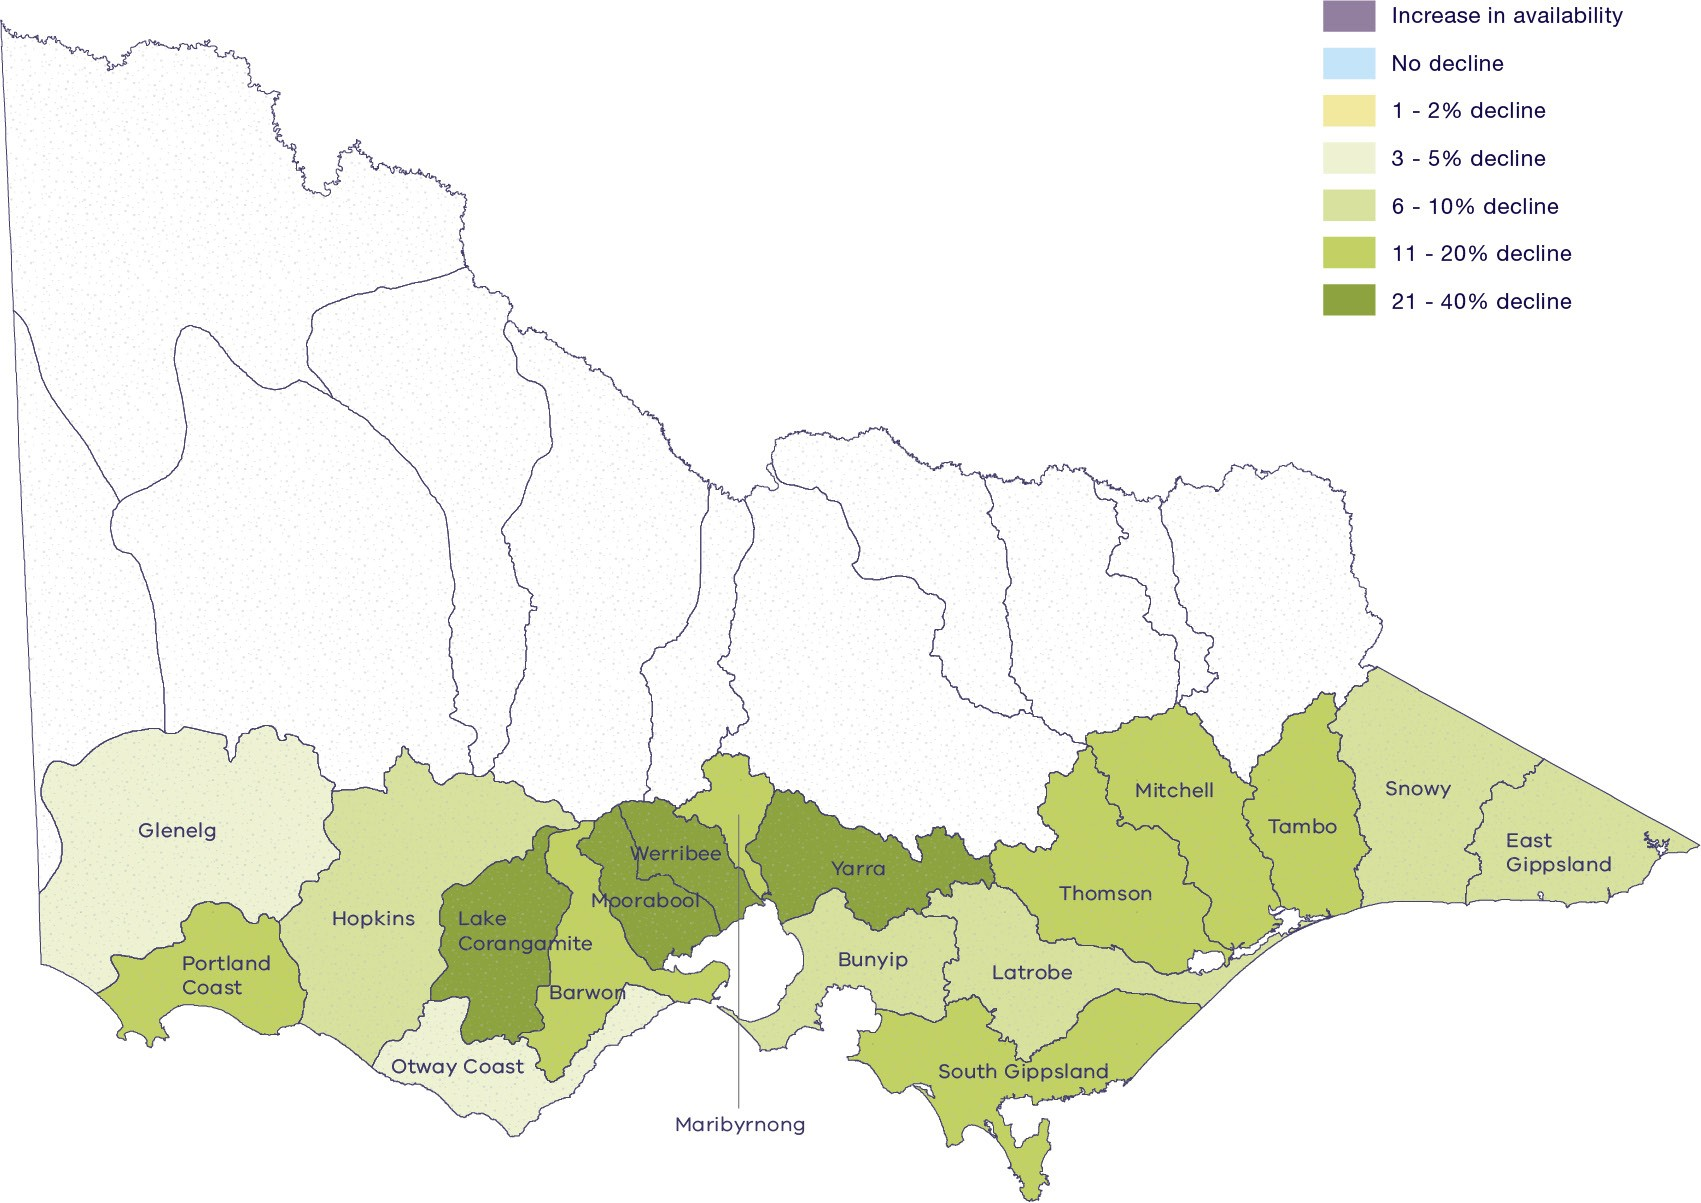 Increase in availability
No decline
1 - 2% decline
3 - 5% decline
6 - 10% decline
11 - 20% decline
21 - 40% decline
Glenelg
Portland
Coast
Hopkins
Lake
Corangamite
Otway Coast
Barwon
Moorabool
Werribee
Maribyrnong
Yarra
Bunyip
Latrobe
South Gippsland
Thomson
Mitchell
Tambo
Snowy
East
Gippsland